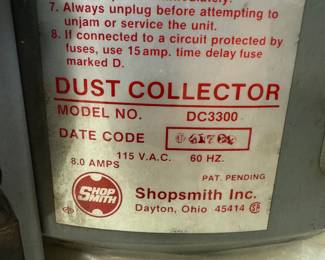 7. Always unplug before attempting to
unjam or service the unit.
8. If connected to a circuit protected by
fuses, use 15 amp. time delay fuse
marked D.
DUST COLLECTOR
MODEL NO. DC3300
DATE CODE
115 V.A.C. 60 HZ.
8.0 AMPS
PAT. PENDING
SHOP
SMITH
Shopsmith Inc.
Dayton, Ohio 45414